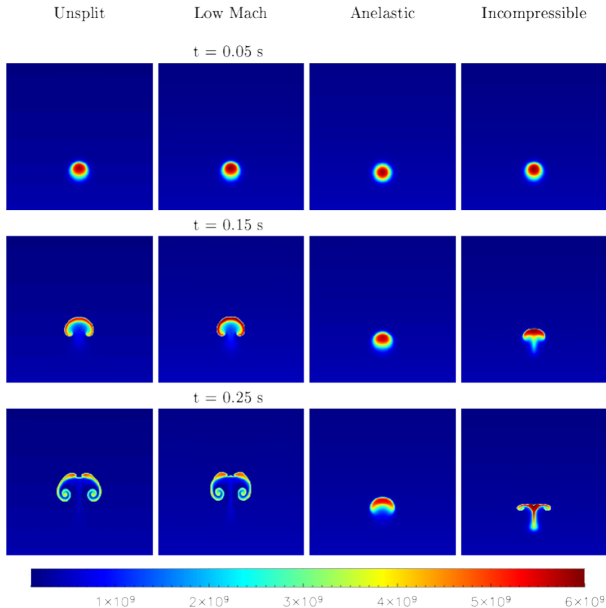 Unsplit Low Mach Anelastic Incompressible
t = 0.05 s
t = 0.15 s
t = 0.25 s
1×10⁹ 2×10⁹ 3×10⁹ 4×10⁹ 5×10⁹ 6×10⁹